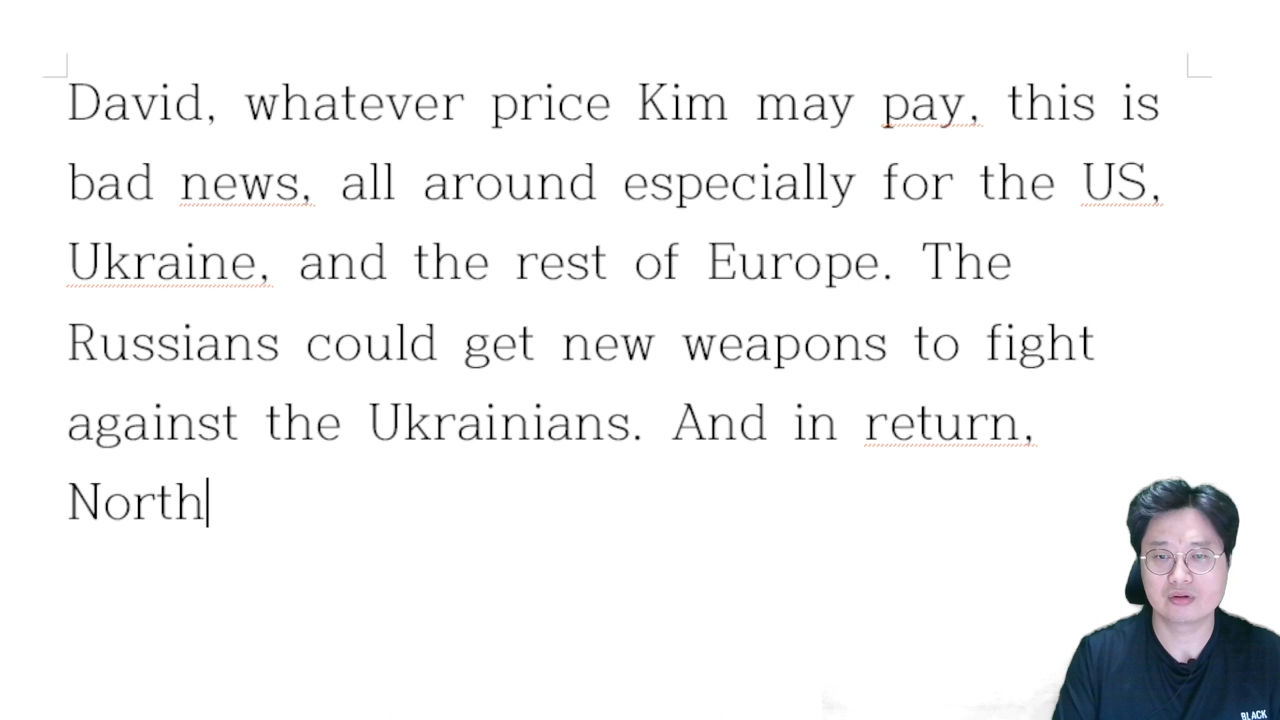 David, whatever price Kim may pay, this is
bad news, all around especially for the US,
Ukraine, and the rest of Europe. The
Russians could get new weapons to fight
against the Ukrainians. And in return,
North
BLACK